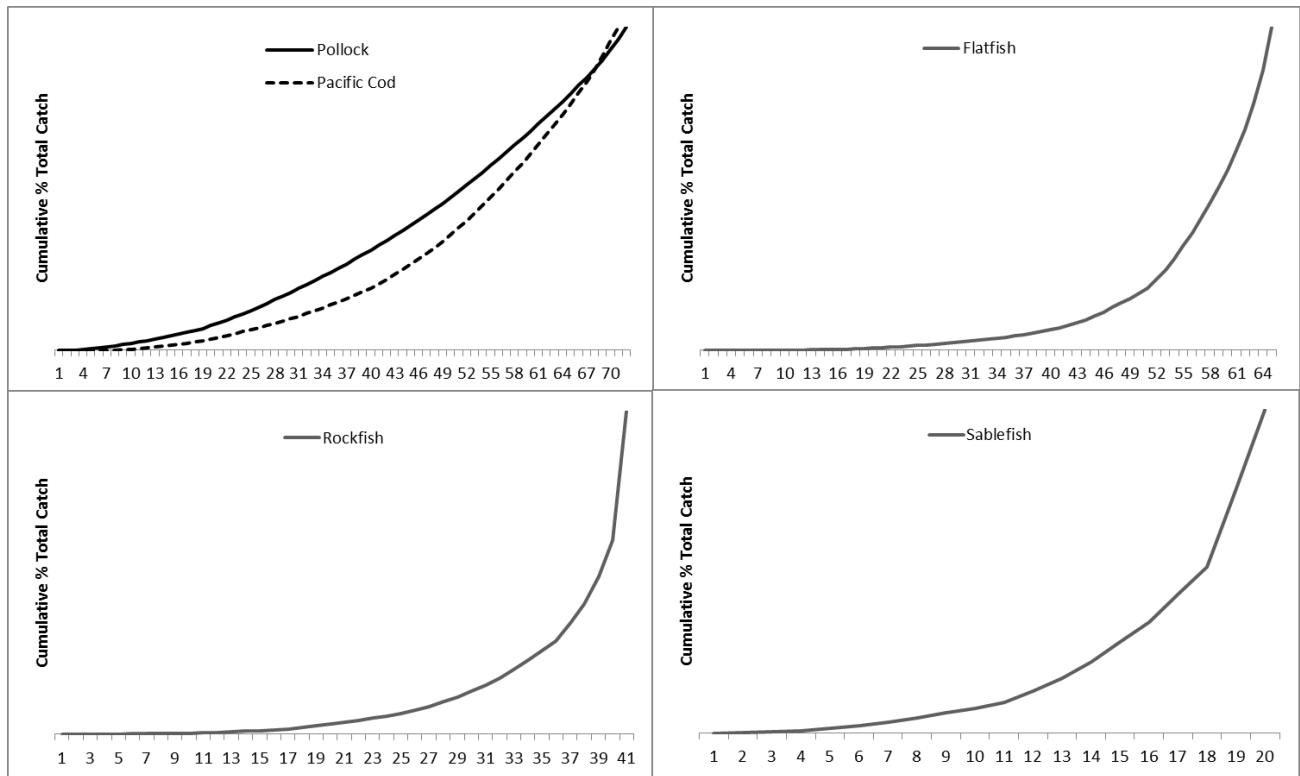 Pollock
Pacific Cod
Cumulative % Total Catch
1 4 7 10 13 16 19 22 25 28 31 34 37 40 43 46 49 52 55 58 61 64 67 70
Flatfish
Cumulative % Total Catch
1 4 7 10 13 16 19 22 25 28 31 34 37 40 43 46 49 52 55 58 61 64
Rockfish
Cumulative % Total Catch
1 3 5 7 9 11 13 15 17 19 21 23 25 27 29 31 33 35 37 39 41
Sablefish
Cumulative % Total Catch
1 2 3 4 5 6 7 8 9 10 11 12 13 14 15 16 17 18 19 20